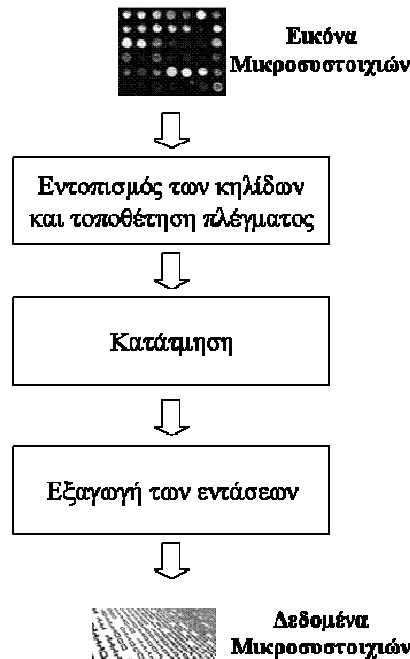 Εικόνα
Μικροσυστοιχιών
Εντοπισμός των κηλίδων
και τοποθέτηση πλέγματος
Κατάτμηση
Εξαγωγή των εντάσεων
Δεδομένα
Μικροσυστοιχιών